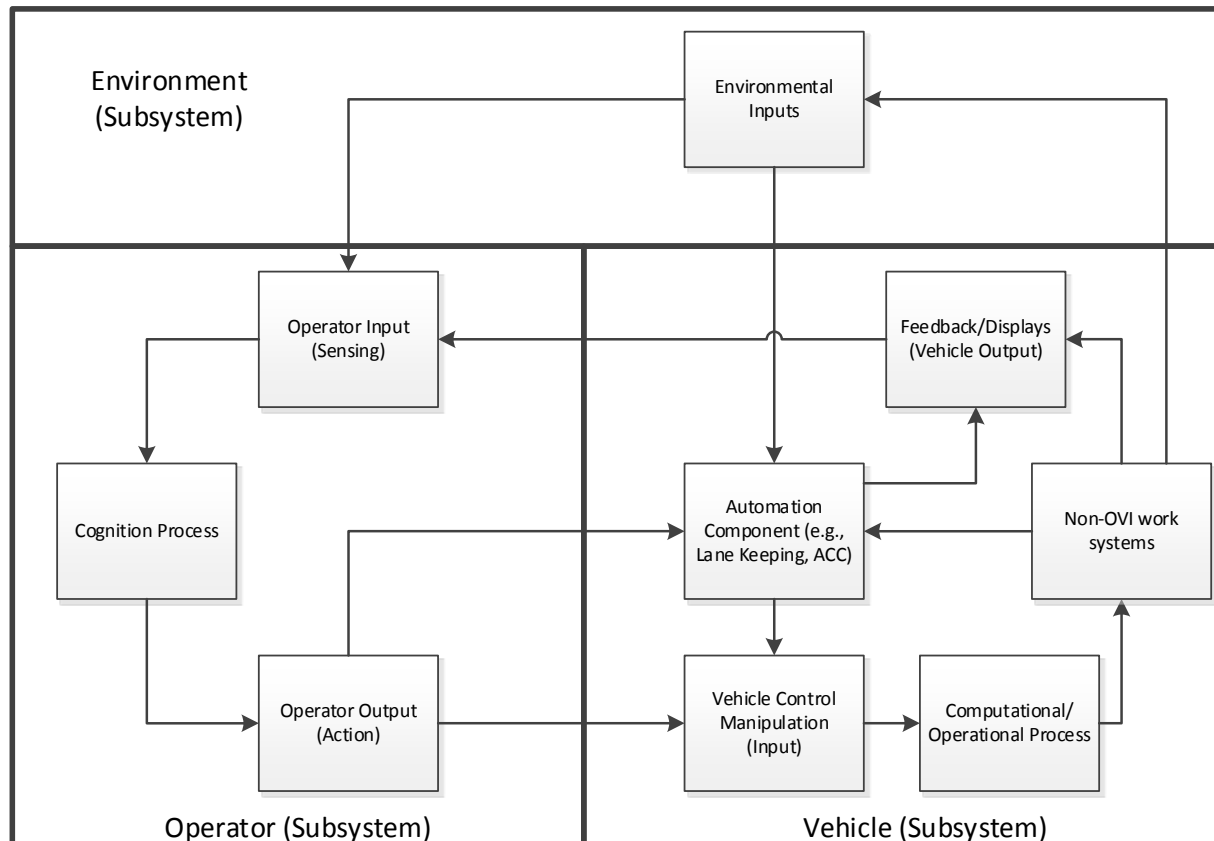 Environment
(Subsystem)
Environmental
Inputs
Operator Input
(Sensing)
Feedback/Displays
(Vehicle Output)
Cognition Process
Automation
Component (e.g.,
Lane Keeping, ACC)
Non-OVI work
systems
Operator Output
(Action)
Vehicle Control
Manipulation
(Input)
Computational/
Operational Process
Operator (Subsystem)
Vehicle (Subsystem)